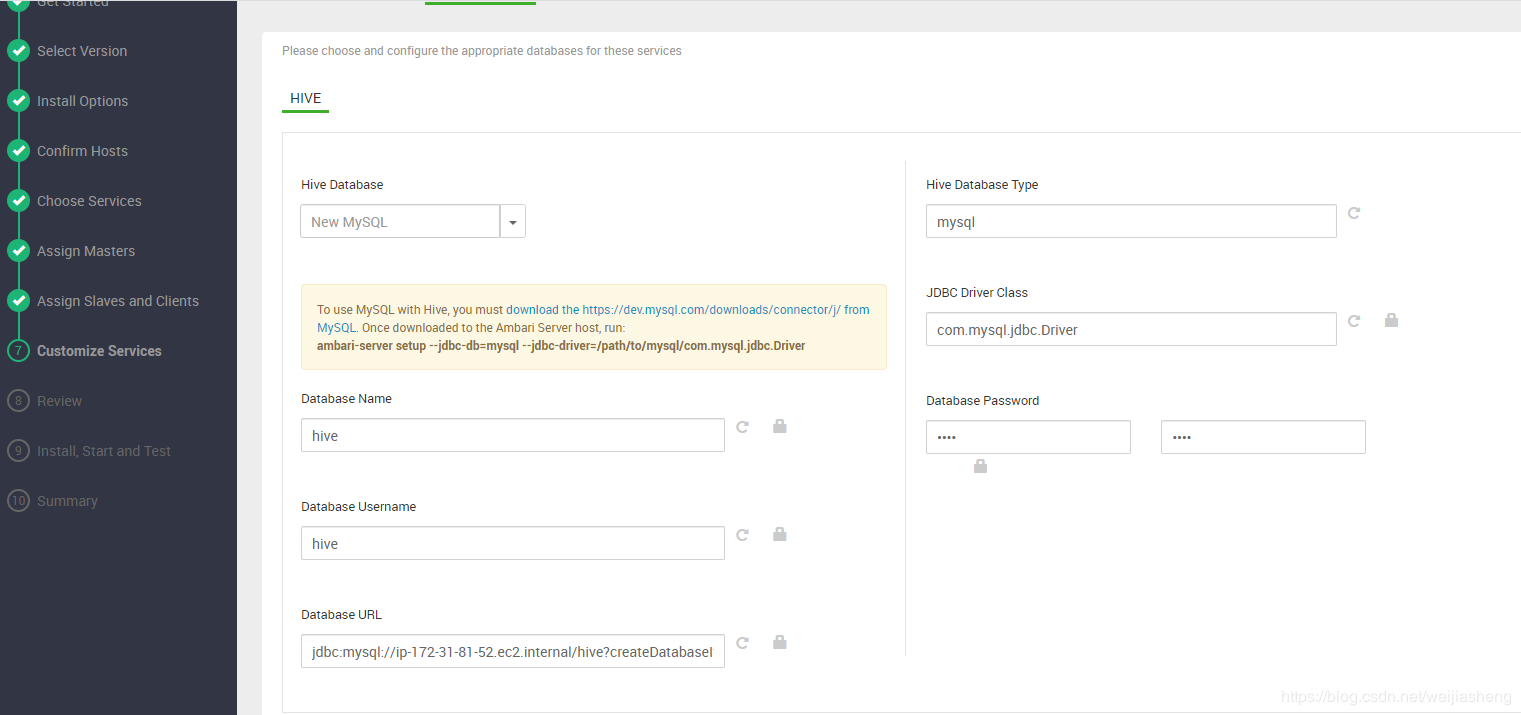 Get Started
Select Version
Install Options
Confirm Hosts
Choose Services
Assign Masters
Assign Slaves and Clients
7 Customize Services
8 Review
9 Install, Start and Test
10 Summary
Please choose and configure the appropriate databases for these services
HIVE
Hive Database
New MySQL
To use MySQL with Hive, you must download the https://dev.mysql.com/downloads/connector/j/ from
MySQL. Once downloaded to the Ambari Server host, run:
ambari-server setup --jdbc-db=mysql --jdbc-driver=/path/to/mysql/com.mysql.jdbc.Driver
Database Name
hive
Database Username
hive
Database URL
jdbc:mysql://ip-172-31-81-52.ec2.internal/hive?createDatabaseI
Hive Database Type
mysql
JDBC Driver Class
com.mysql.jdbc.Driver
Database Password
•••• ••••
https://blog.csdn.net/weijiasheng